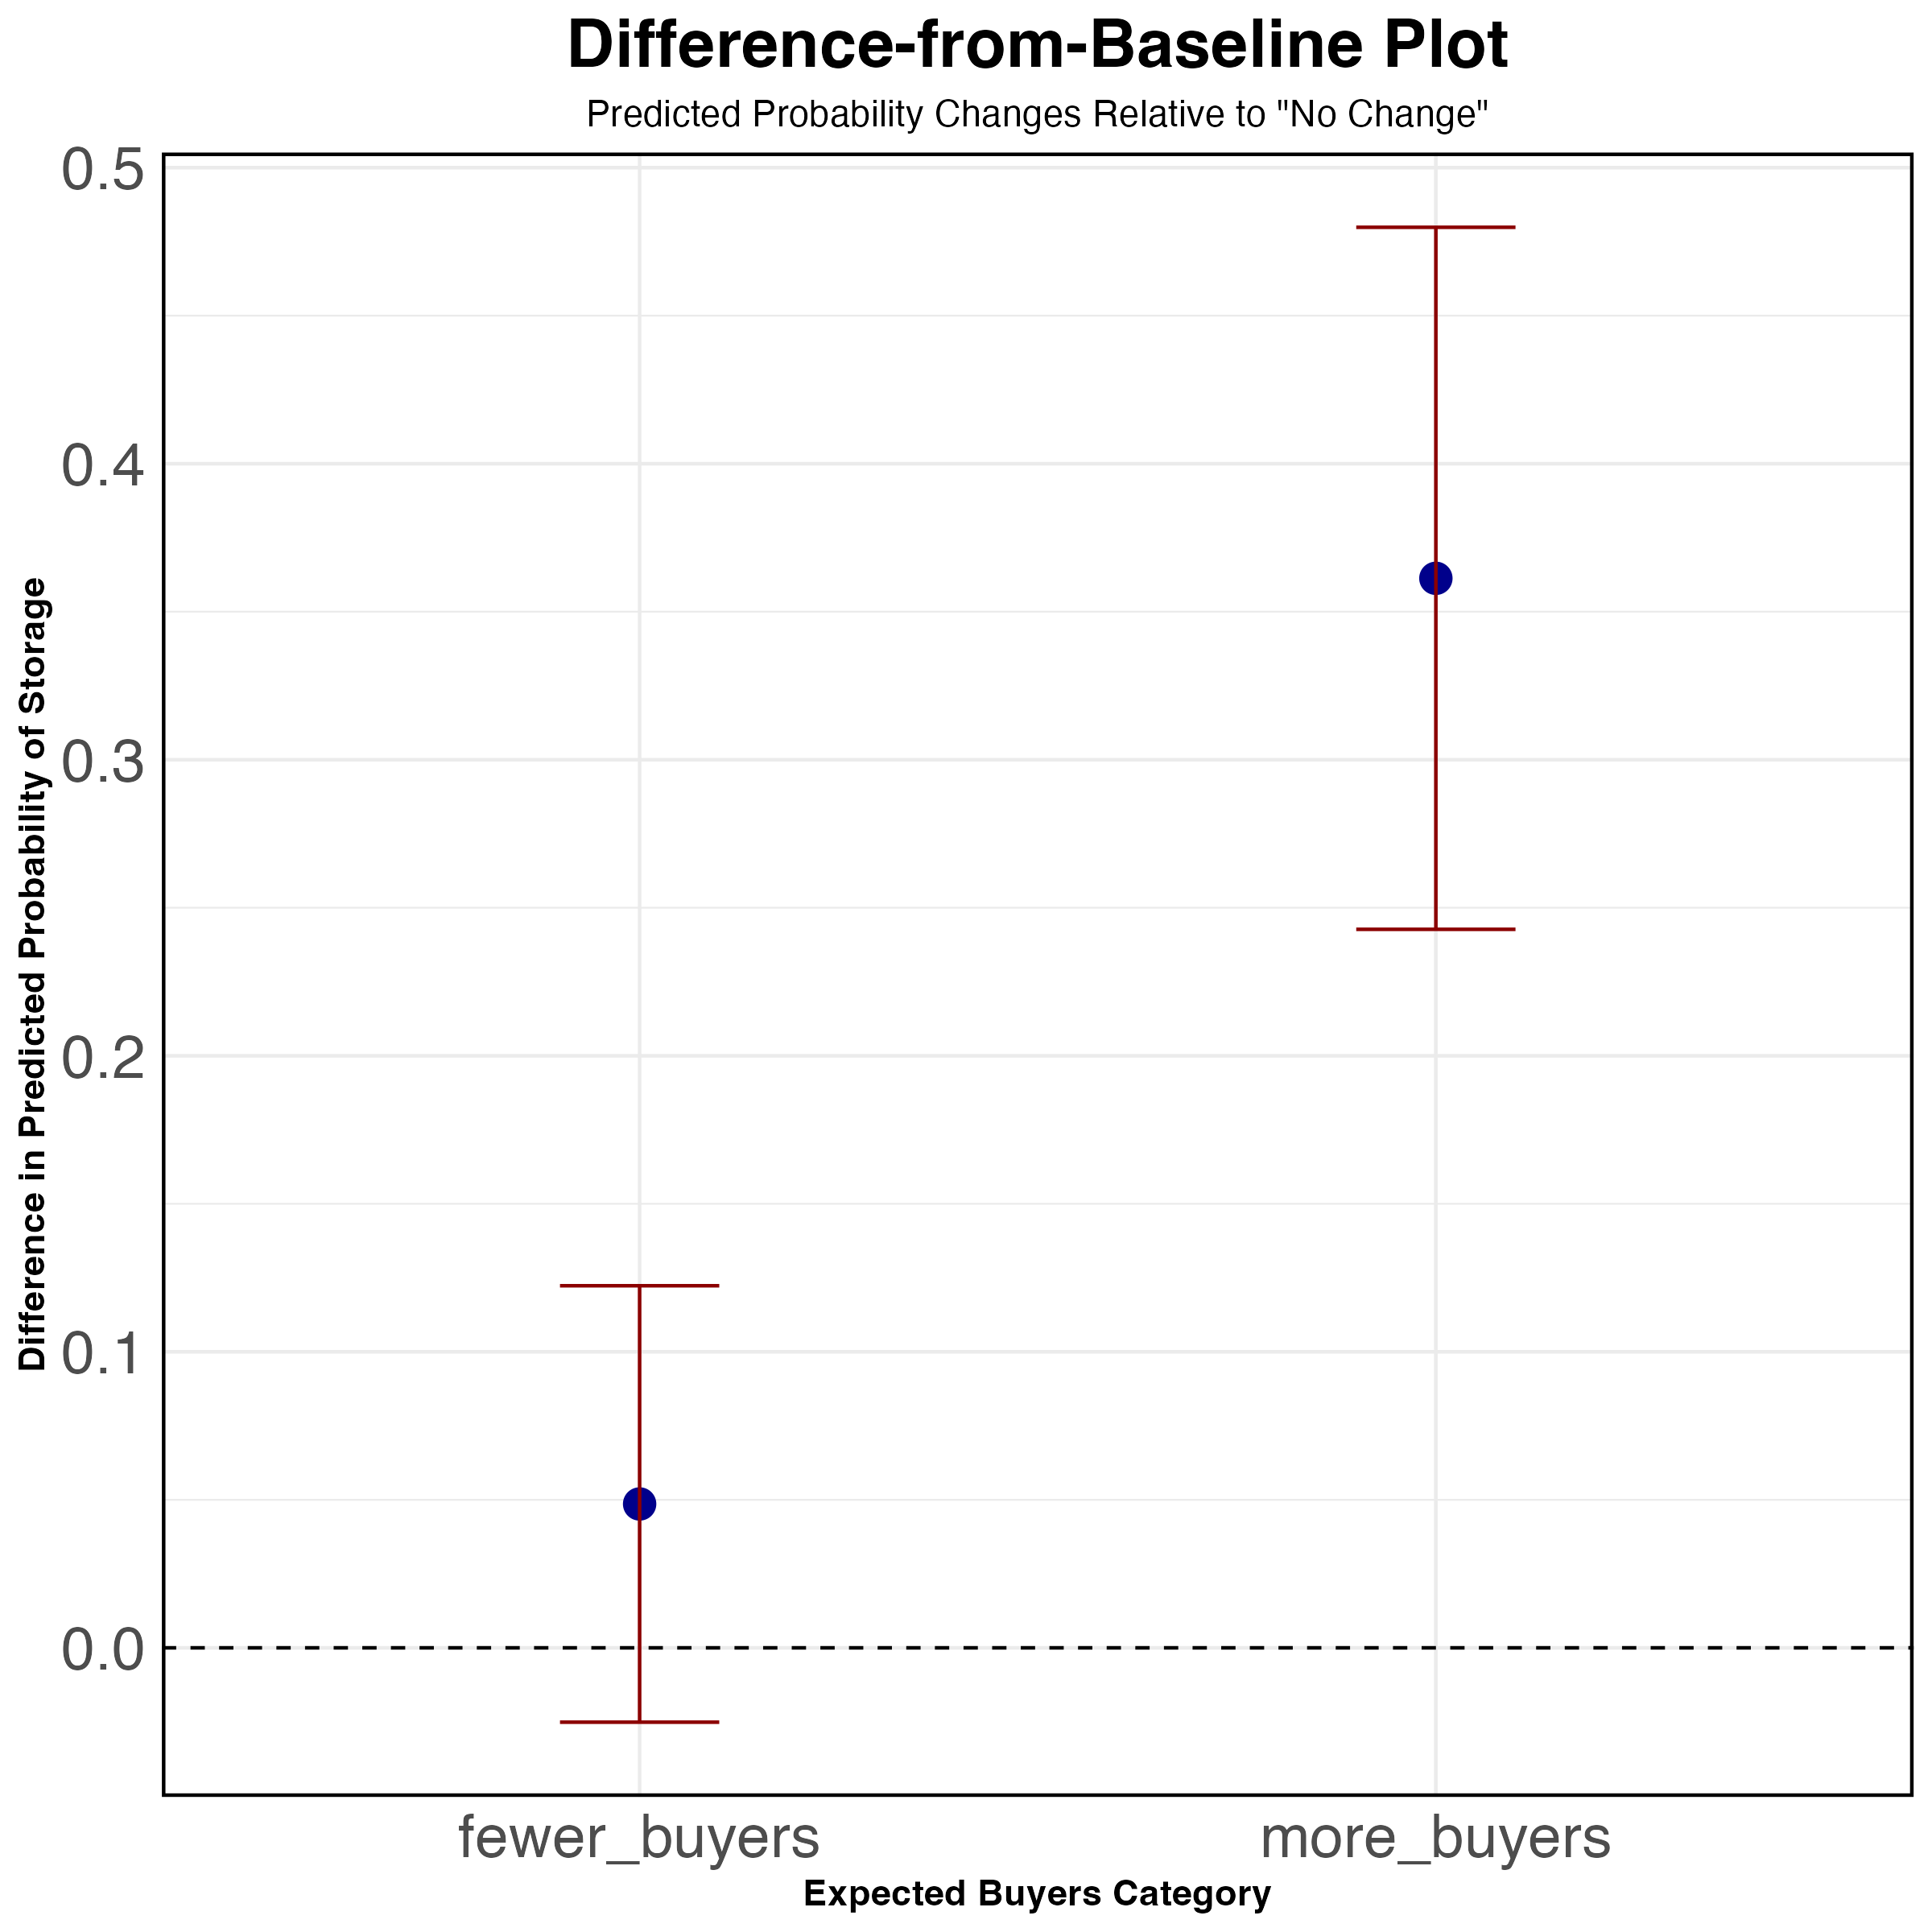 Difference-from-Baseline Plot
Predicted Probability Changes Relative to "No Change"
Difference in Predicted Probability of Storage
0.5
0.4
0.3
0.2
0.1
0.0
fewer_buyers
more_buyers
Expected Buyers Category